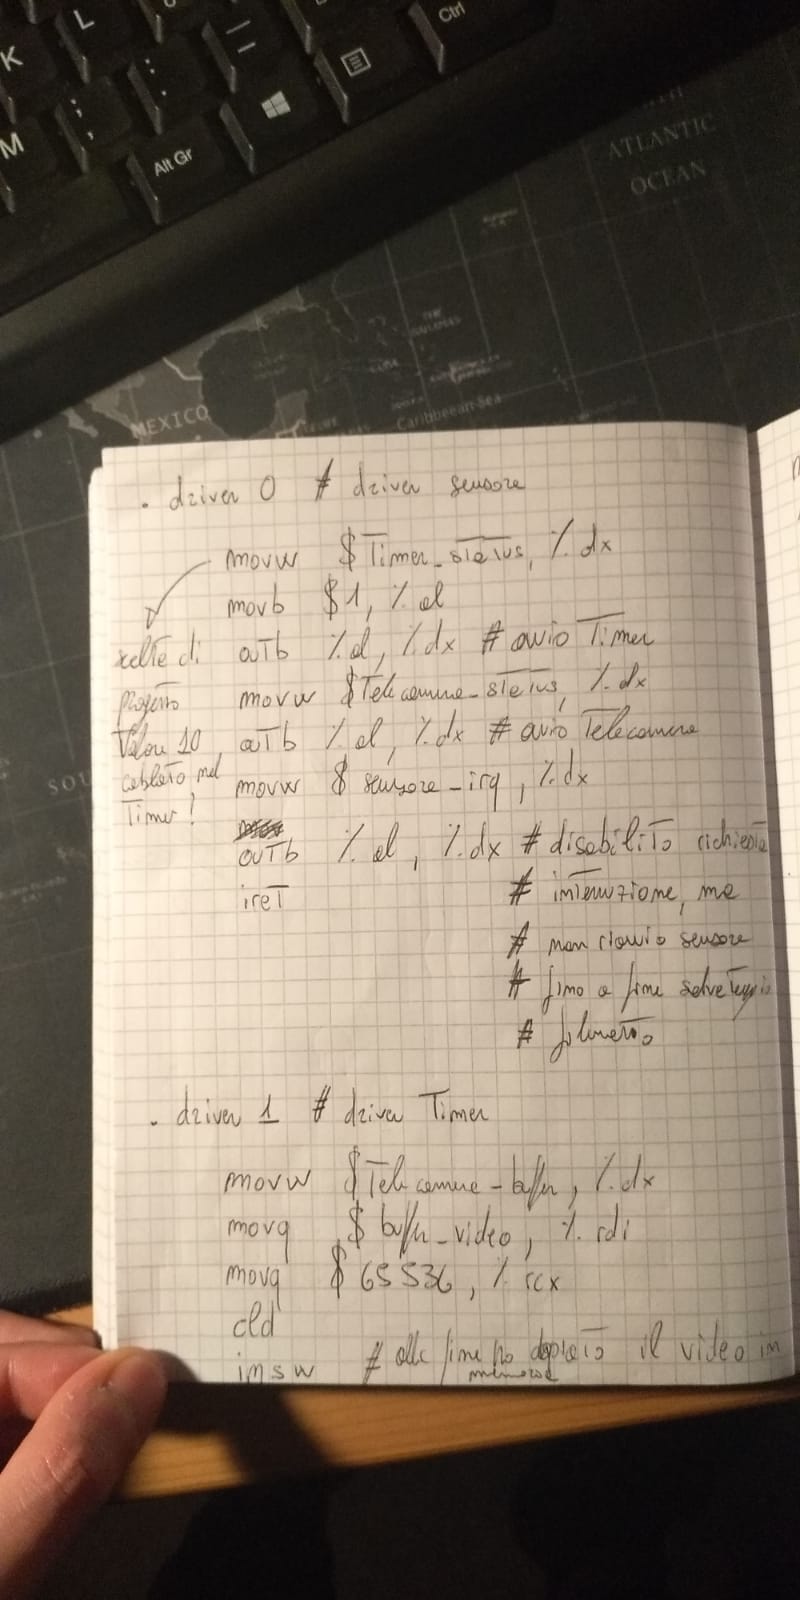 K
L
Ctrl
M
;
,
:
.
Alt Gr
ATLANTIC
OCEAN
MEXICO
Caribbean Sea
. driver 0 # driver sensore
movw $Timer_status, %dx
movb $1, %al
scelte di
outb %al, %dx # avvio Timer
progetto
movw $Telecamera_status, %dx
Valore 10,
outb %al, %dx # avvio Telecamera
cablato nel
movw $sensore_irq, %dx
Timer!
outb %al, %dx # disabilito richiesta
iret # interruzione, ma
# non riavvio sensore
# fino a fine salvataggio
# filmato
. driver 1 # driver Timer
movw $Telecamera_buffer, %dx
movq $buffer_video, %rdi
movq $65536, %rcx
cld
insw # alla fine ho copiato il video in
memoria